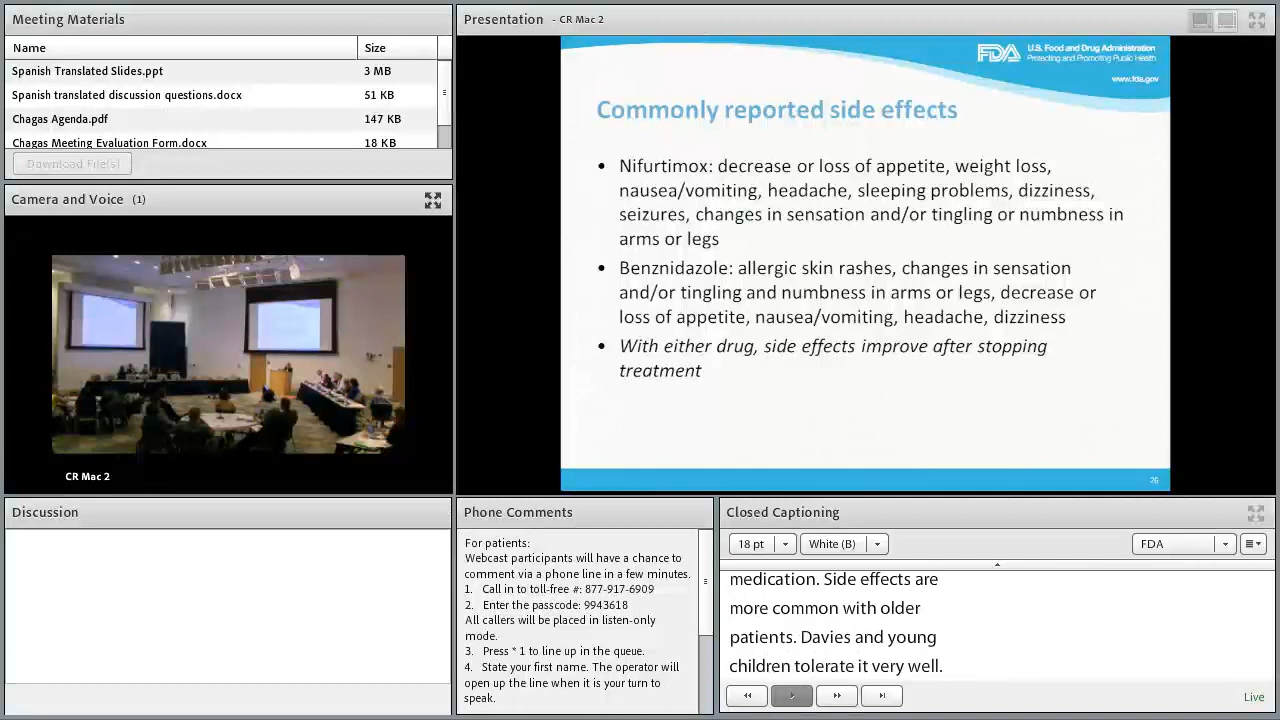 Meeting Materials
Name Size
Spanish Translated Slides.ppt 3 MB
Spanish translated discussion questions.docx 51 KB
Chagas Agenda.pdf 147 KB
Chagas Meeting Evaluation Form.docx 18 KB
Download File(s)
Camera and Voice (1)
CR Mac 2
Presentation - CR Mac 2
FDA U.S. Food and Drug Administration
Protecting and Promoting Public Health
www.fda.gov
Commonly reported side effects
• Nifurtimox: decrease or loss of appetite, weight loss,
nausea/vomiting, headache, sleeping problems, dizziness,
seizures, changes in sensation and/or tingling or numbness in
arms or legs
• Benznidazole: allergic skin rashes, changes in sensation
and/or tingling and numbness in arms or legs, decrease or
loss of appetite, nausea/vomiting, headache, dizziness
• With either drug, side effects improve after stopping
treatment
26
Discussion
Phone Comments
For patients:
Webcast participants will have a chance to
comment via a phone line in a few minutes.
1. Call in to toll-free #: 877-917-6909
2. Enter the passcode: 9943618
All callers will be placed in listen-only
mode.
3. Press * 1 to line up in the queue.
4. State your first name. The operator will
open up the line when it is your turn to
speak.
Closed Captioning
18 pt White (B) FDA
medication. Side effects are
more common with older
patients. Davies and young
children tolerate it very well.
Live